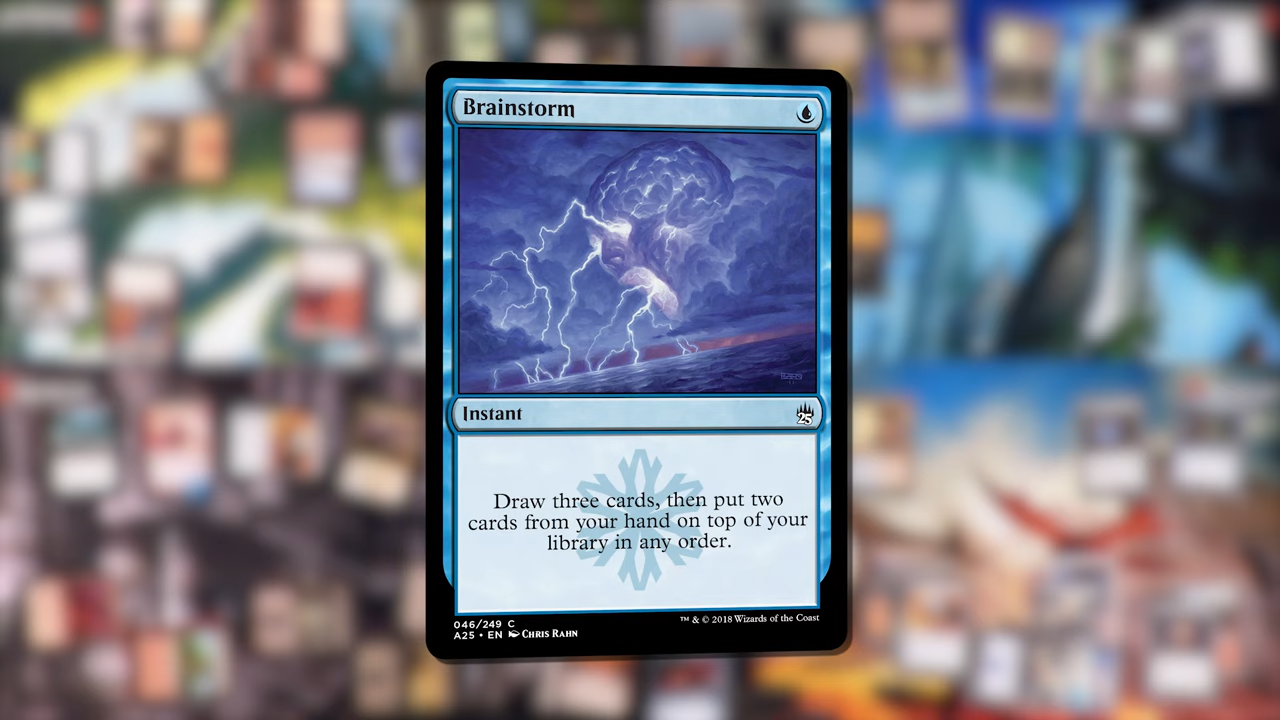 Brainstorm
Instant
25
Draw three cards, then put two
cards from your hand on top of your
library in any order.
046/249 C
™ & © 2018 Wizards of the Coast
A25 • EN Chris Rahn